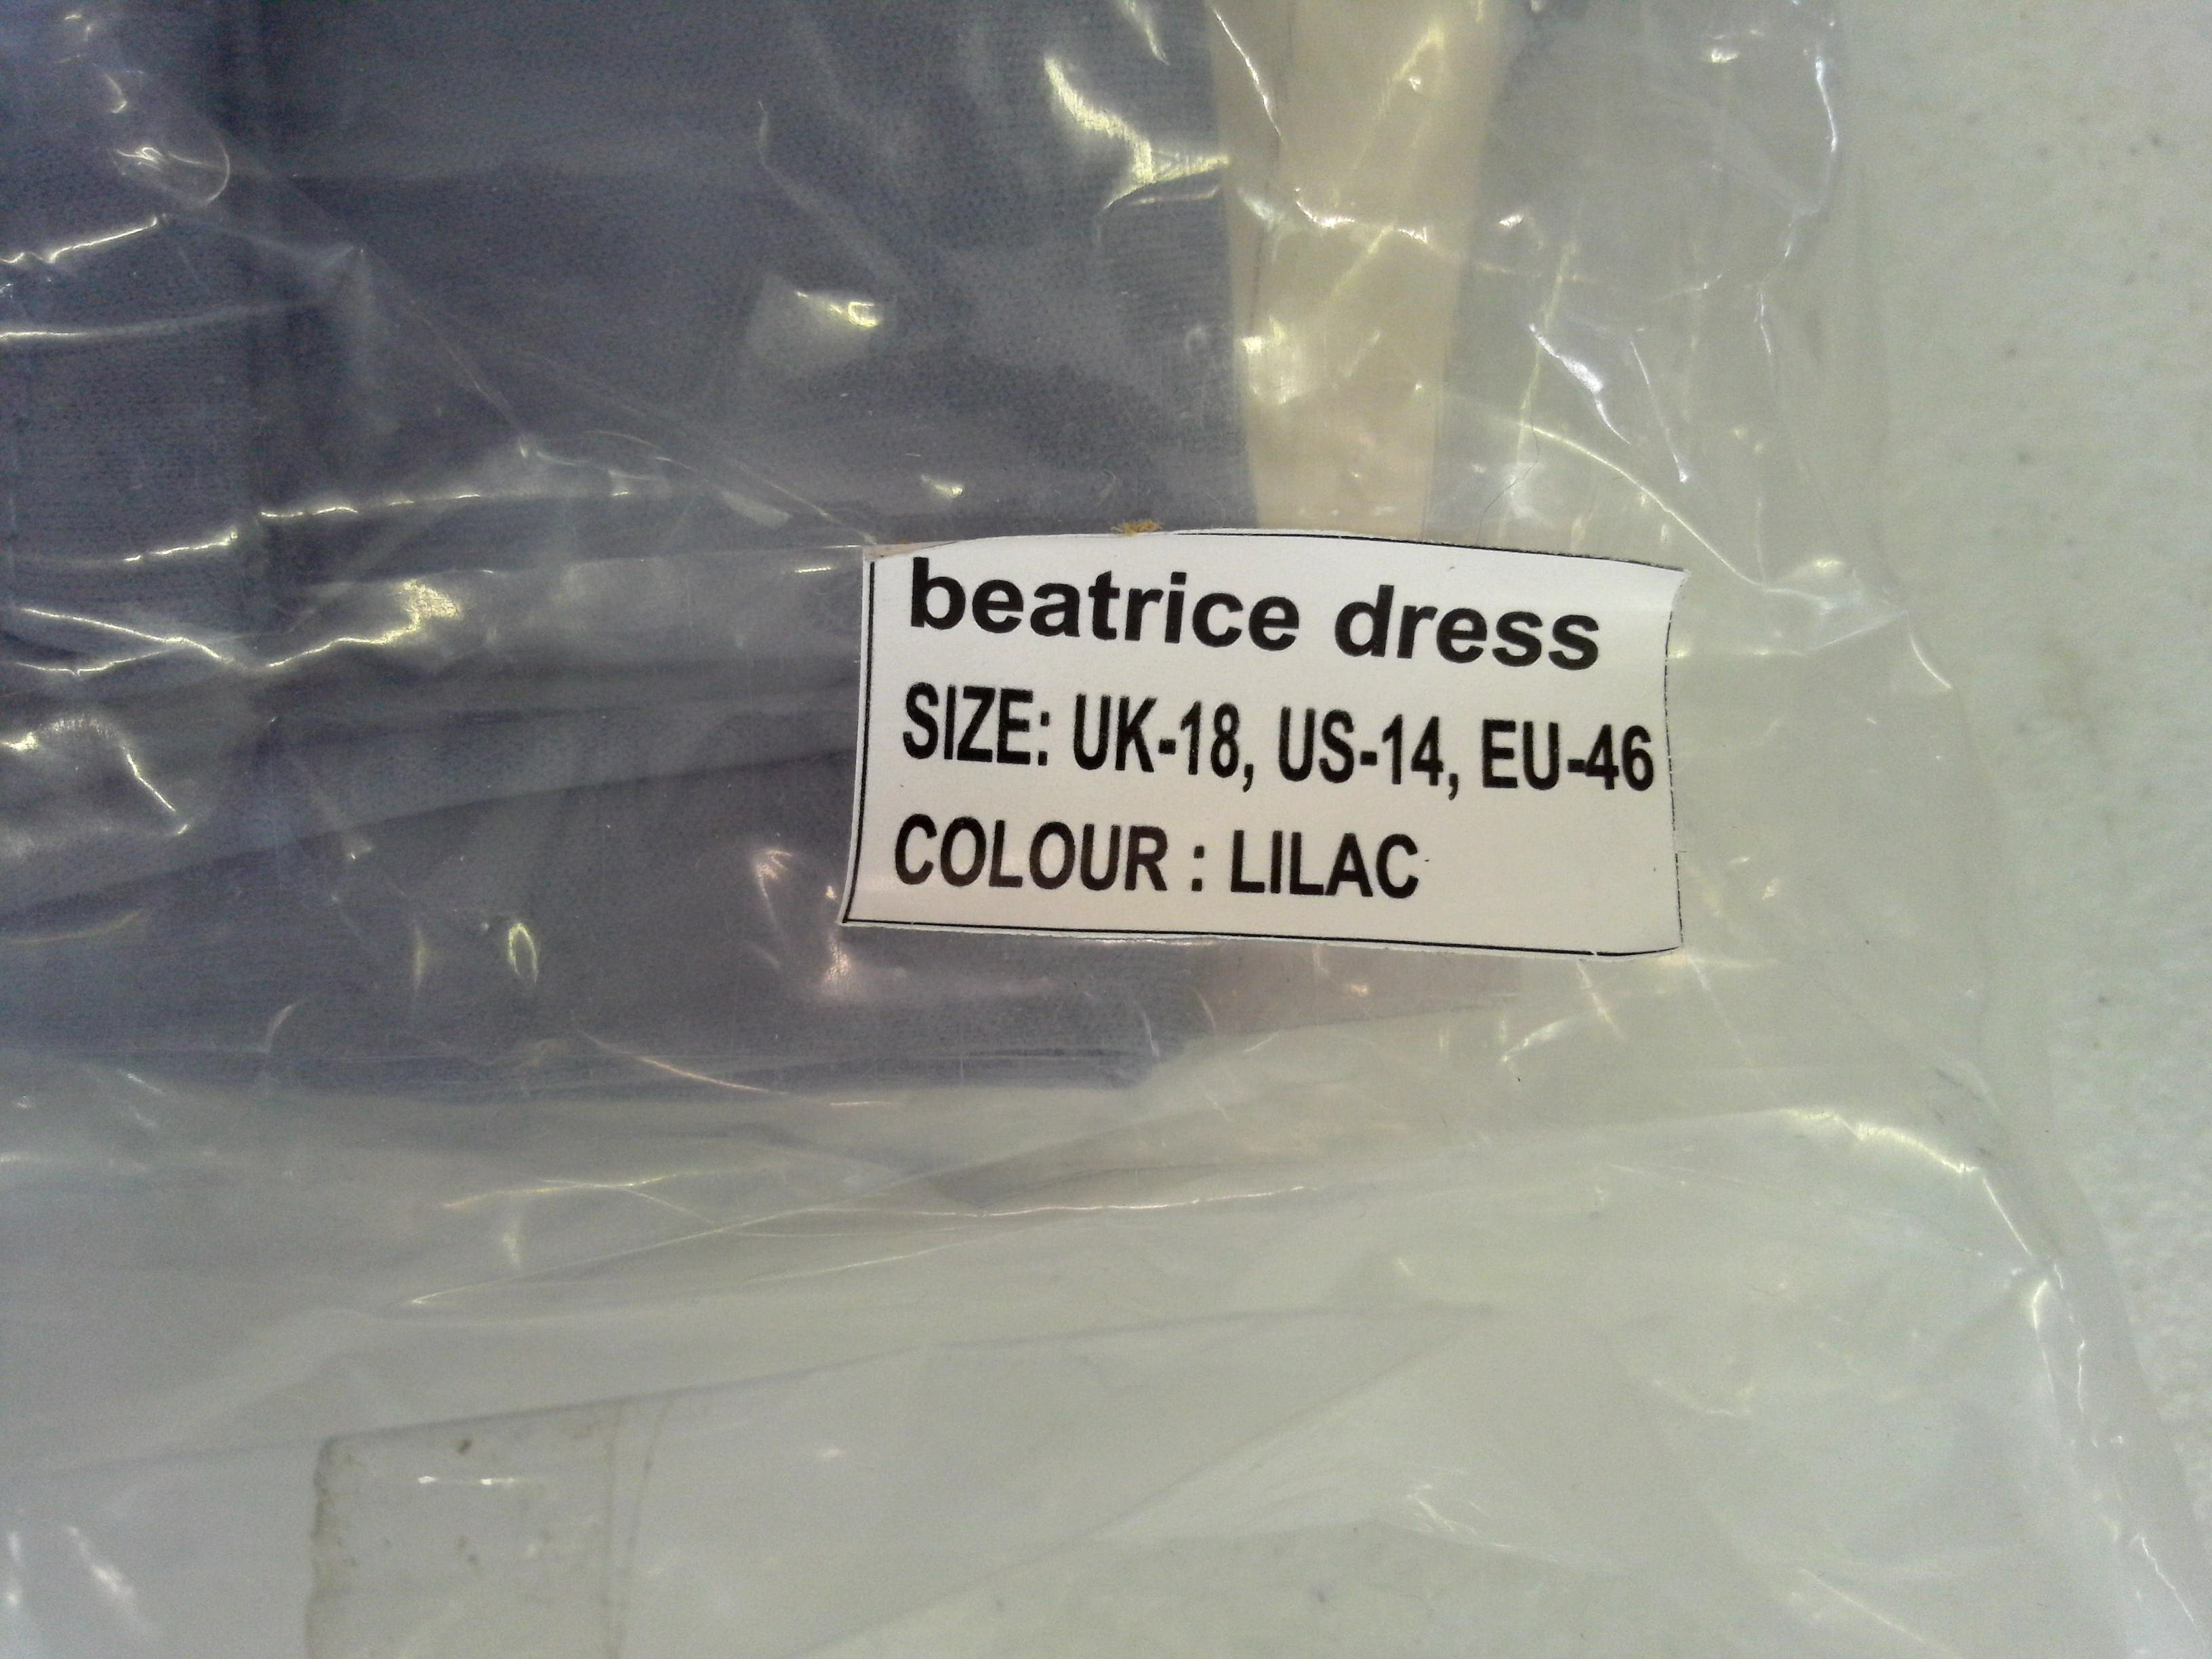 beatrice dress
SIZE: UK-18, US-14, EU-46
COLOUR : LILAC